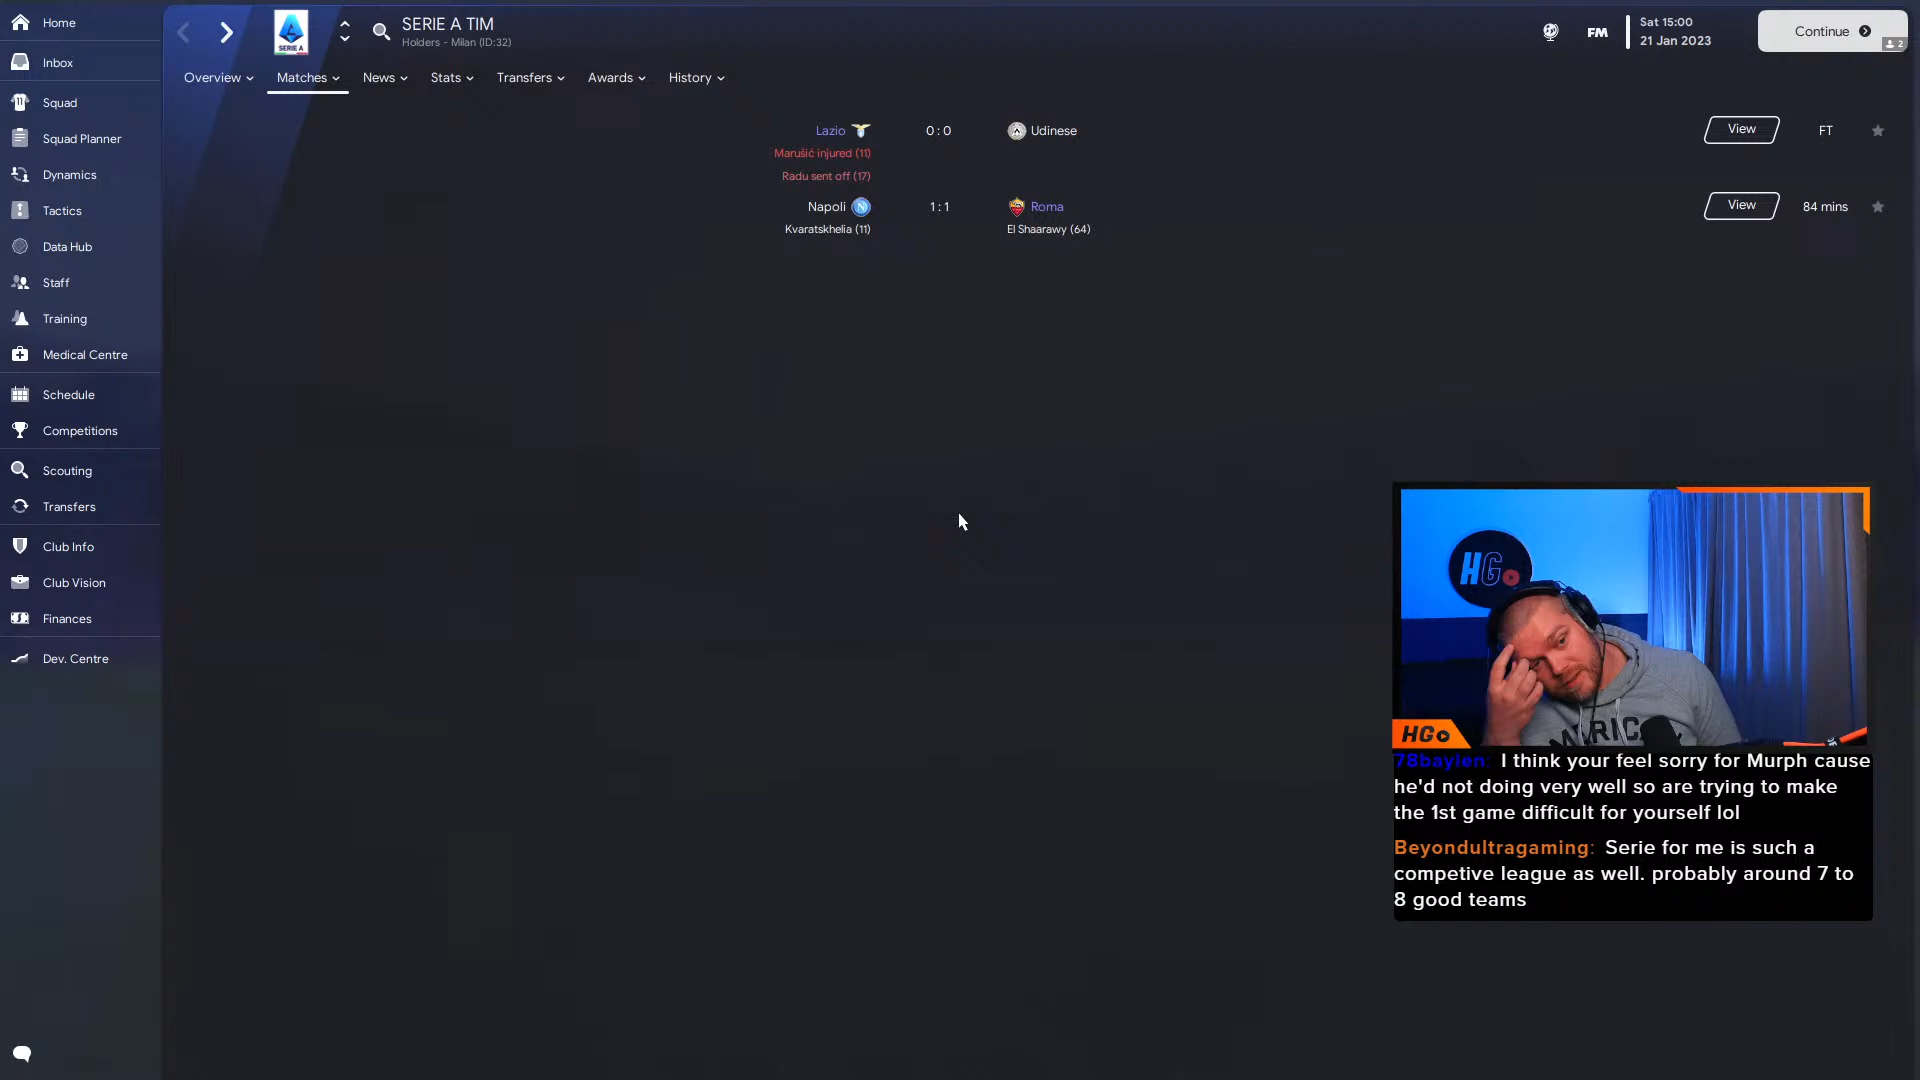 Home
Inbox
Squad
Squad Planner
Dynamics
Tactics
Data Hub
Staff
Training
Medical Centre
Schedule
Competitions
Scouting
Transfers
Club Info
Club Vision
Finances
Dev. Centre
SERIE A
SERIE A TIM
Holders - Milan (ID:32)
FM
Sat 15:00
21 Jan 2023
Continue
2
Overview Matches News Stats Transfers Awards History
Lazio 0 : 0 Udinese View FT
Marušić injured (11)
Radu sent off (17)
Napoli 1 : 1 Roma View 84 mins
Kvaratskhelia (11) El Shaarawy (64)
HG
HG
78baylen: I think your feel sorry for Murph cause
he'd not doing very well so are trying to make
the 1st game difficult for yourself lol
Beyondultragaming: Serie for me is such a
competive league as well. probably around 7 to
8 good teams